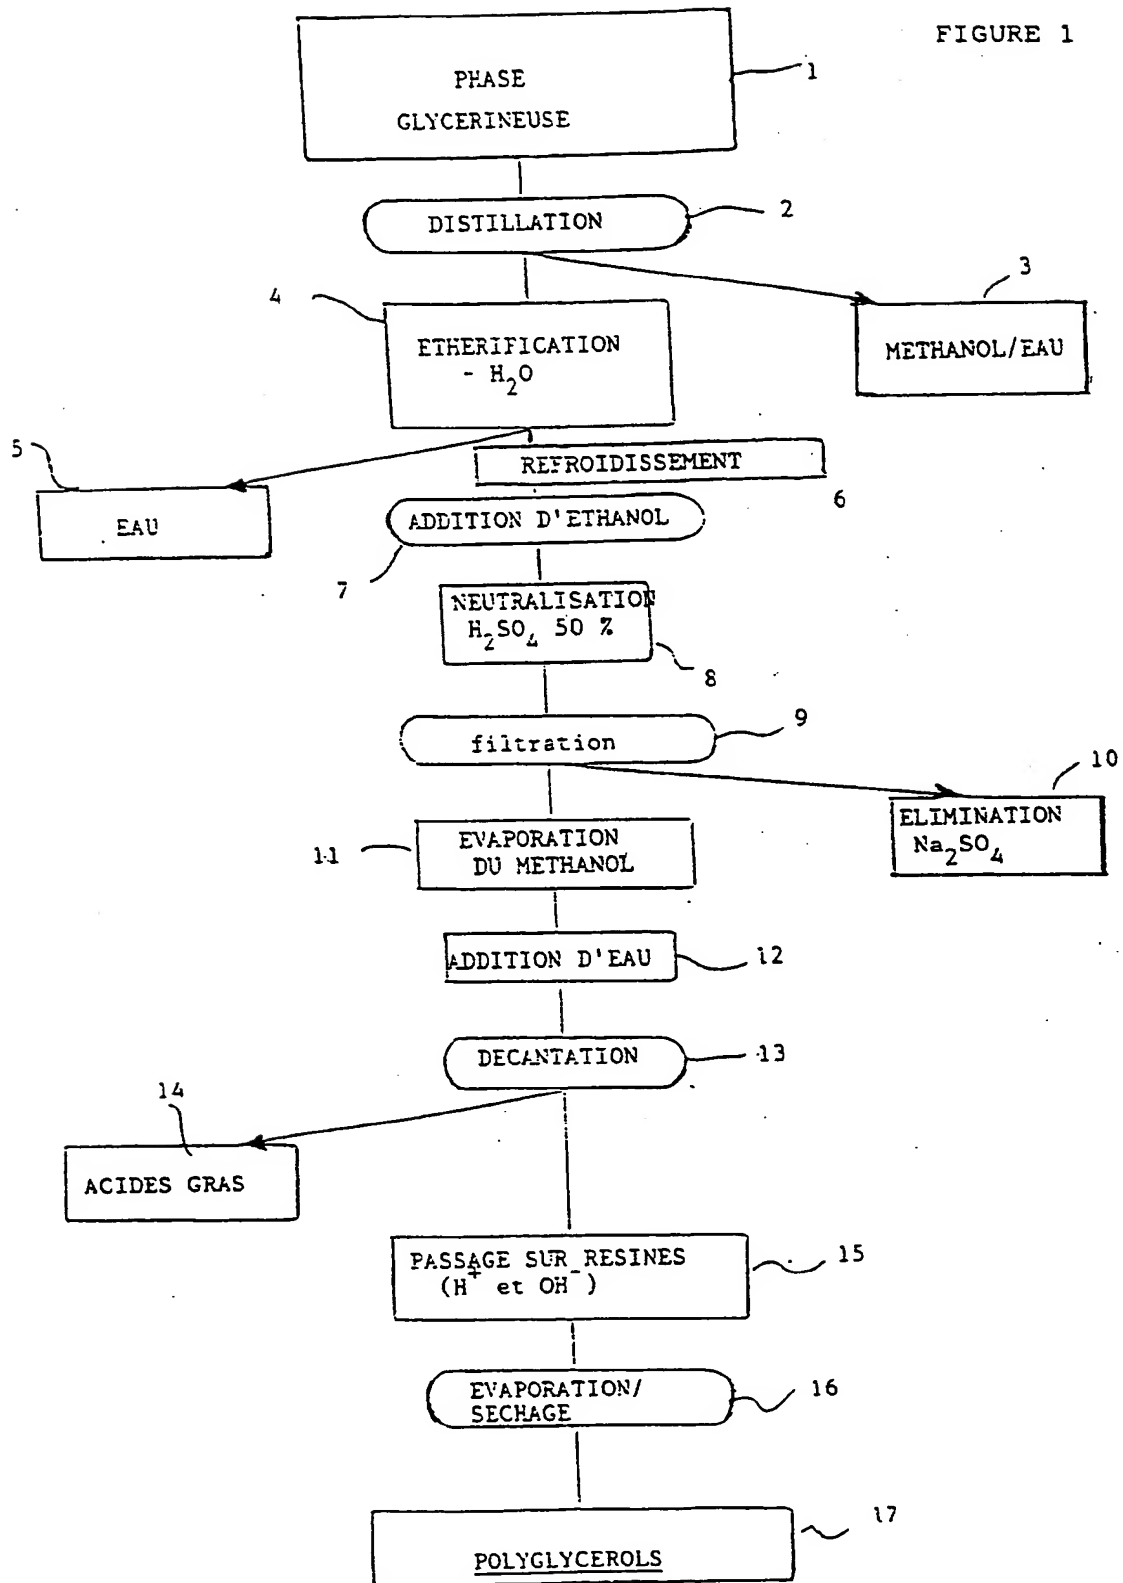 FIGURE 1
PHASE
GLYCERINEUSE
1
DISTILLATION
2
3
METHANOL/EAU
4
ETHERIFICATION
- H₂O
5
EAU
REFROIDISSEMENT
6
ADDITION D'ETHANOL
7
NEUTRALISATION
H₂SO₄ 50 %
8
filtration
9
10
ELIMINATION
Na₂SO₄
11
EVAPORATION
DU METHANOL
ADDITION D'EAU
12
DECANTATION
13
14
ACIDES GRAS
PASSAGE SUR RESINES
(H⁺ et OH⁻)
15
EVAPORATION/
SECHAGE
16
17
POLYGLYCEROLS